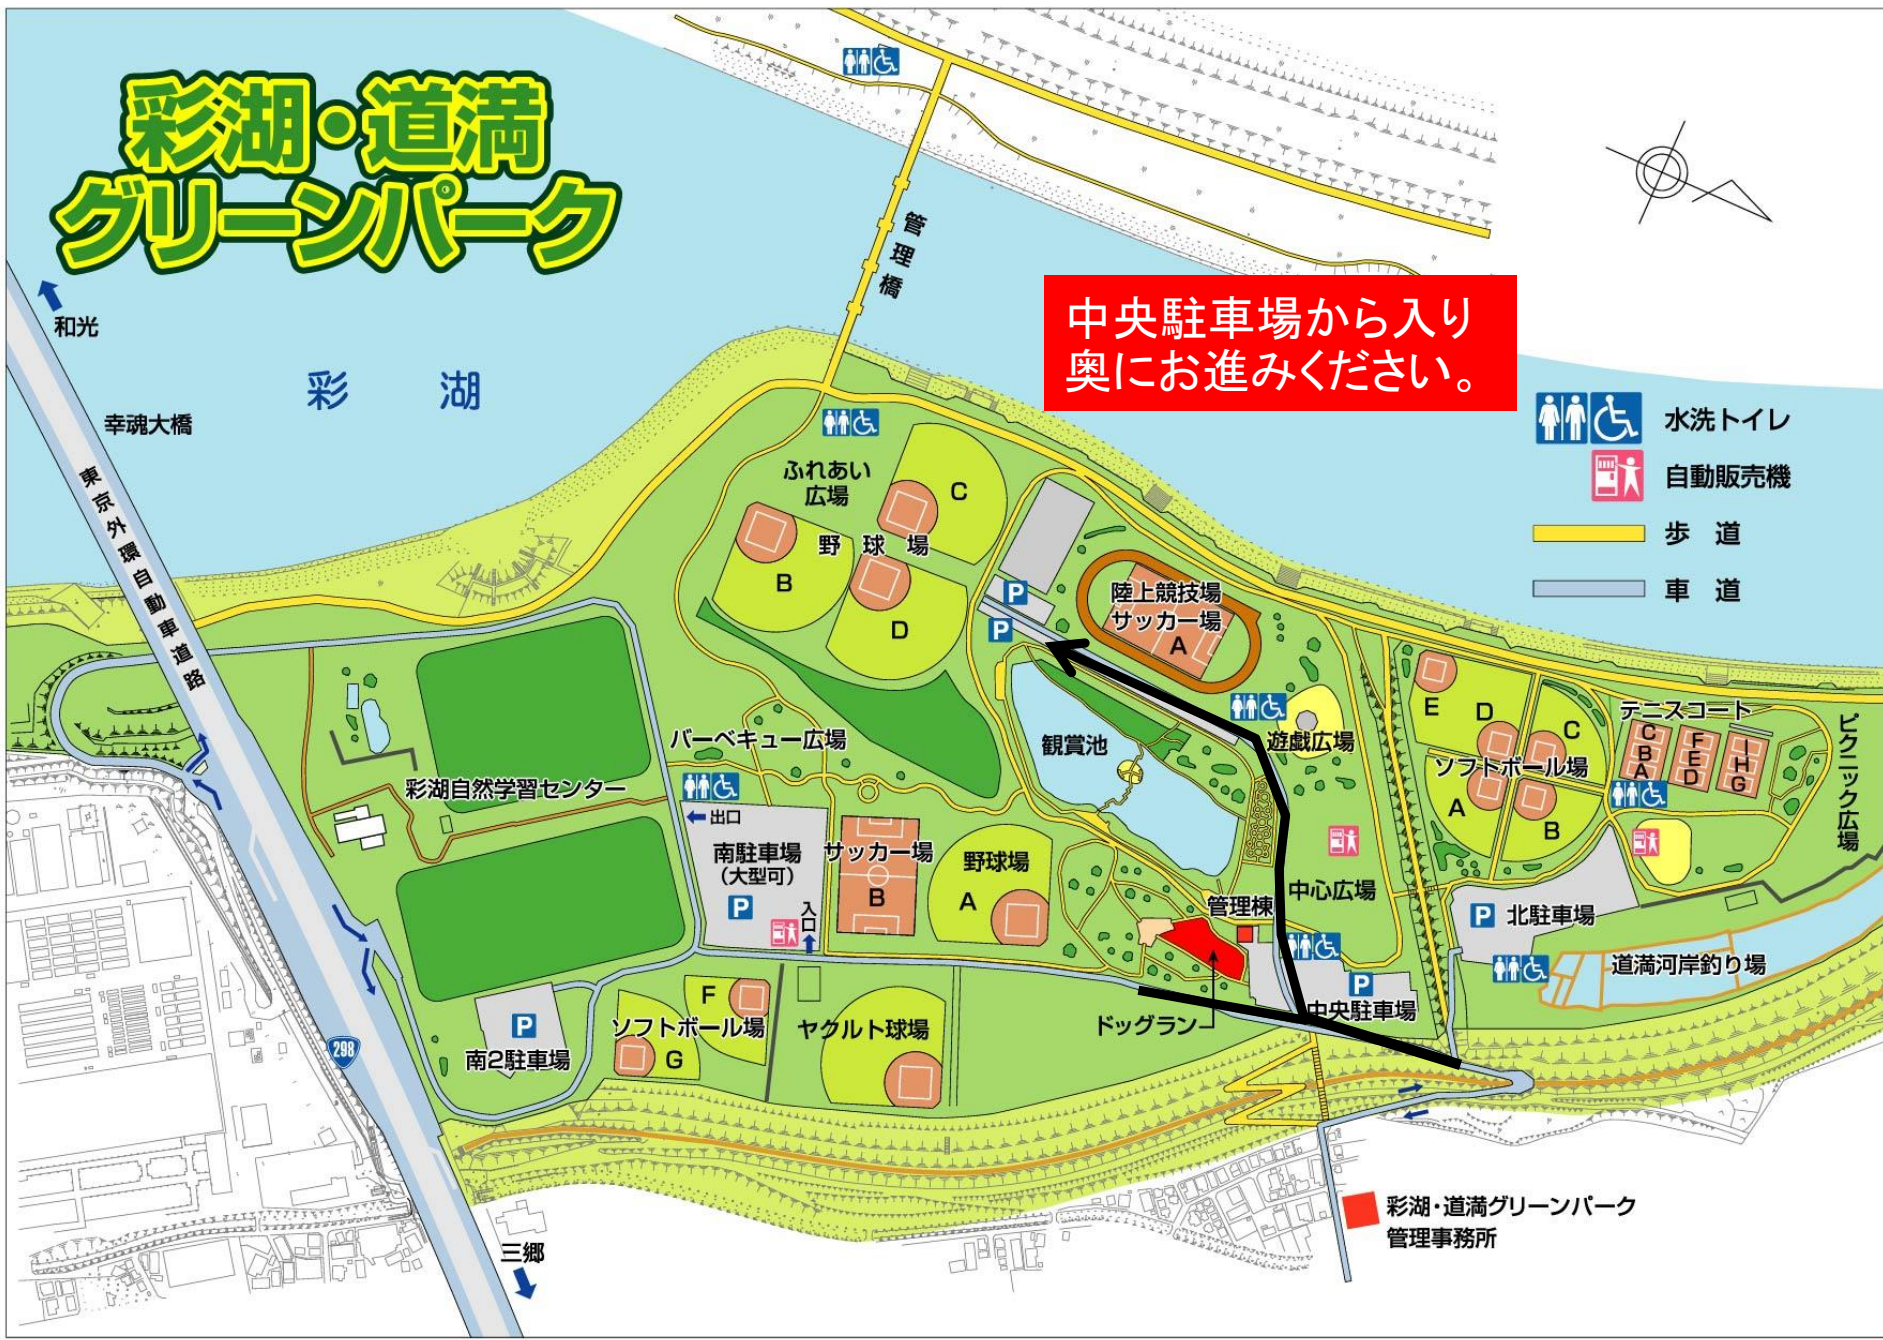 彩湖・道満
グリーンパーク
管理橋
中央駐車場から入り
奥にお進みください。
和光
彩 湖
幸魂大橋
東京外環自動車道路
水洗トイレ
自動販売機
歩 道
車 道
ふれあい
広場
C
野 球 場
B
D
P
P
陸上競技場
サッカー場
A
遊戯広場
観賞池
バーベキュー広場
彩湖自然学習センター
出口
南駐車場
(大型可)
P
入口
サッカー場
B
野球場
A
管理棟
中心広場
E
D
C
ソフトボール場
A
B
テニスコート
C
B
A
F
E
D
I
H
G
ピクニック広場
P 北駐車場
道満河岸釣り場
P
中央駐車場
ドッグラン
ヤクルト球場
F
ソフトボール場
G
P
南2駐車場
298
三郷
彩湖・道満グリーンパーク
管理事務所